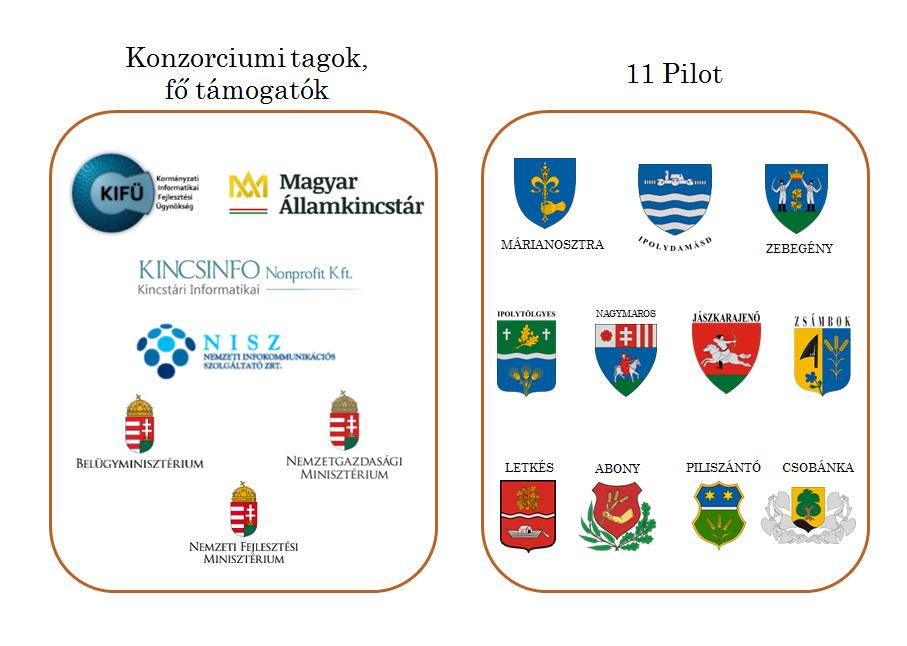 Konzorciumi tagok,
fő támogatók
KIFÜ
Kormányzati
Informatikai
Fejlesztési
Ügynökség
Magyar
Államkincstár
KINCSINFO Nonprofit Kft.
Kincstári Informatikai
NISZ
NEMZETI INFOKOMMUNIKÁCIÓS
SZOLGÁLTATÓ ZRT.
BELÜGYMINISZTÉRIUM
NEMZETGAZDASÁGI
MINISZTÉRIUM
NEMZETI FEJLESZTÉSI
MINISZTÉRIUM
11 Pilot
MÁRIANOSZTRA
IPOLYDAMÁSD
ZEBEGÉNY
IPOLYTÖLGYES
NAGYMAROS
JÁSZKARAJENŐ
ZSÁMBOK
LETKÉS
ABONY
PILISZÁNTÓ
CSOBÁNKA